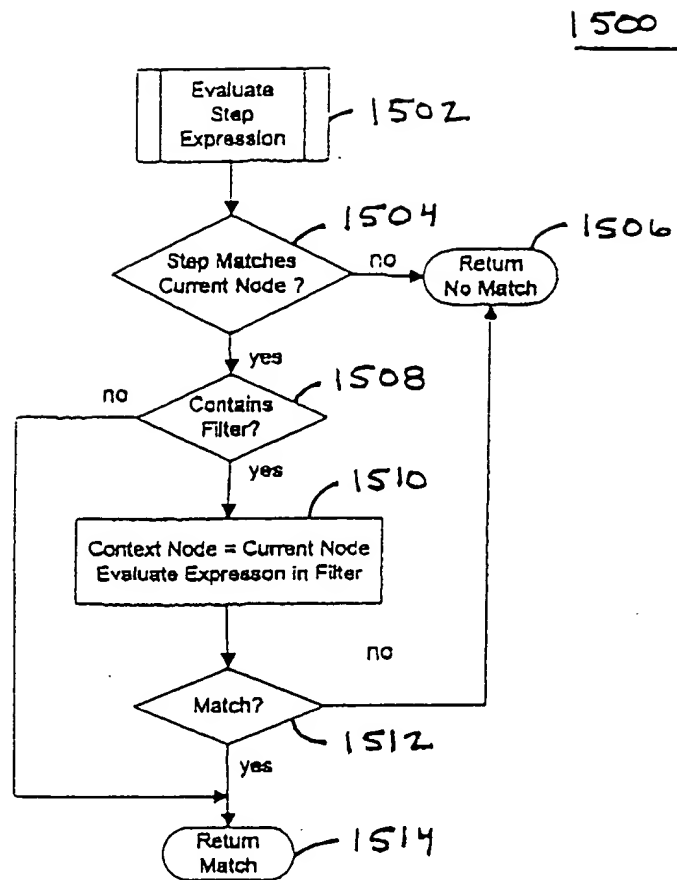 1500
Evaluate
Step
Expression
1502
1504
Step Matches
Current Node ?
no
Return
No Match
1506
yes
no
Contains
Filter?
1508
yes
1510
Context Node = Current Node
Evaluate Expresson in Filter
no
Match?
1512
yes
Return
Match
1514